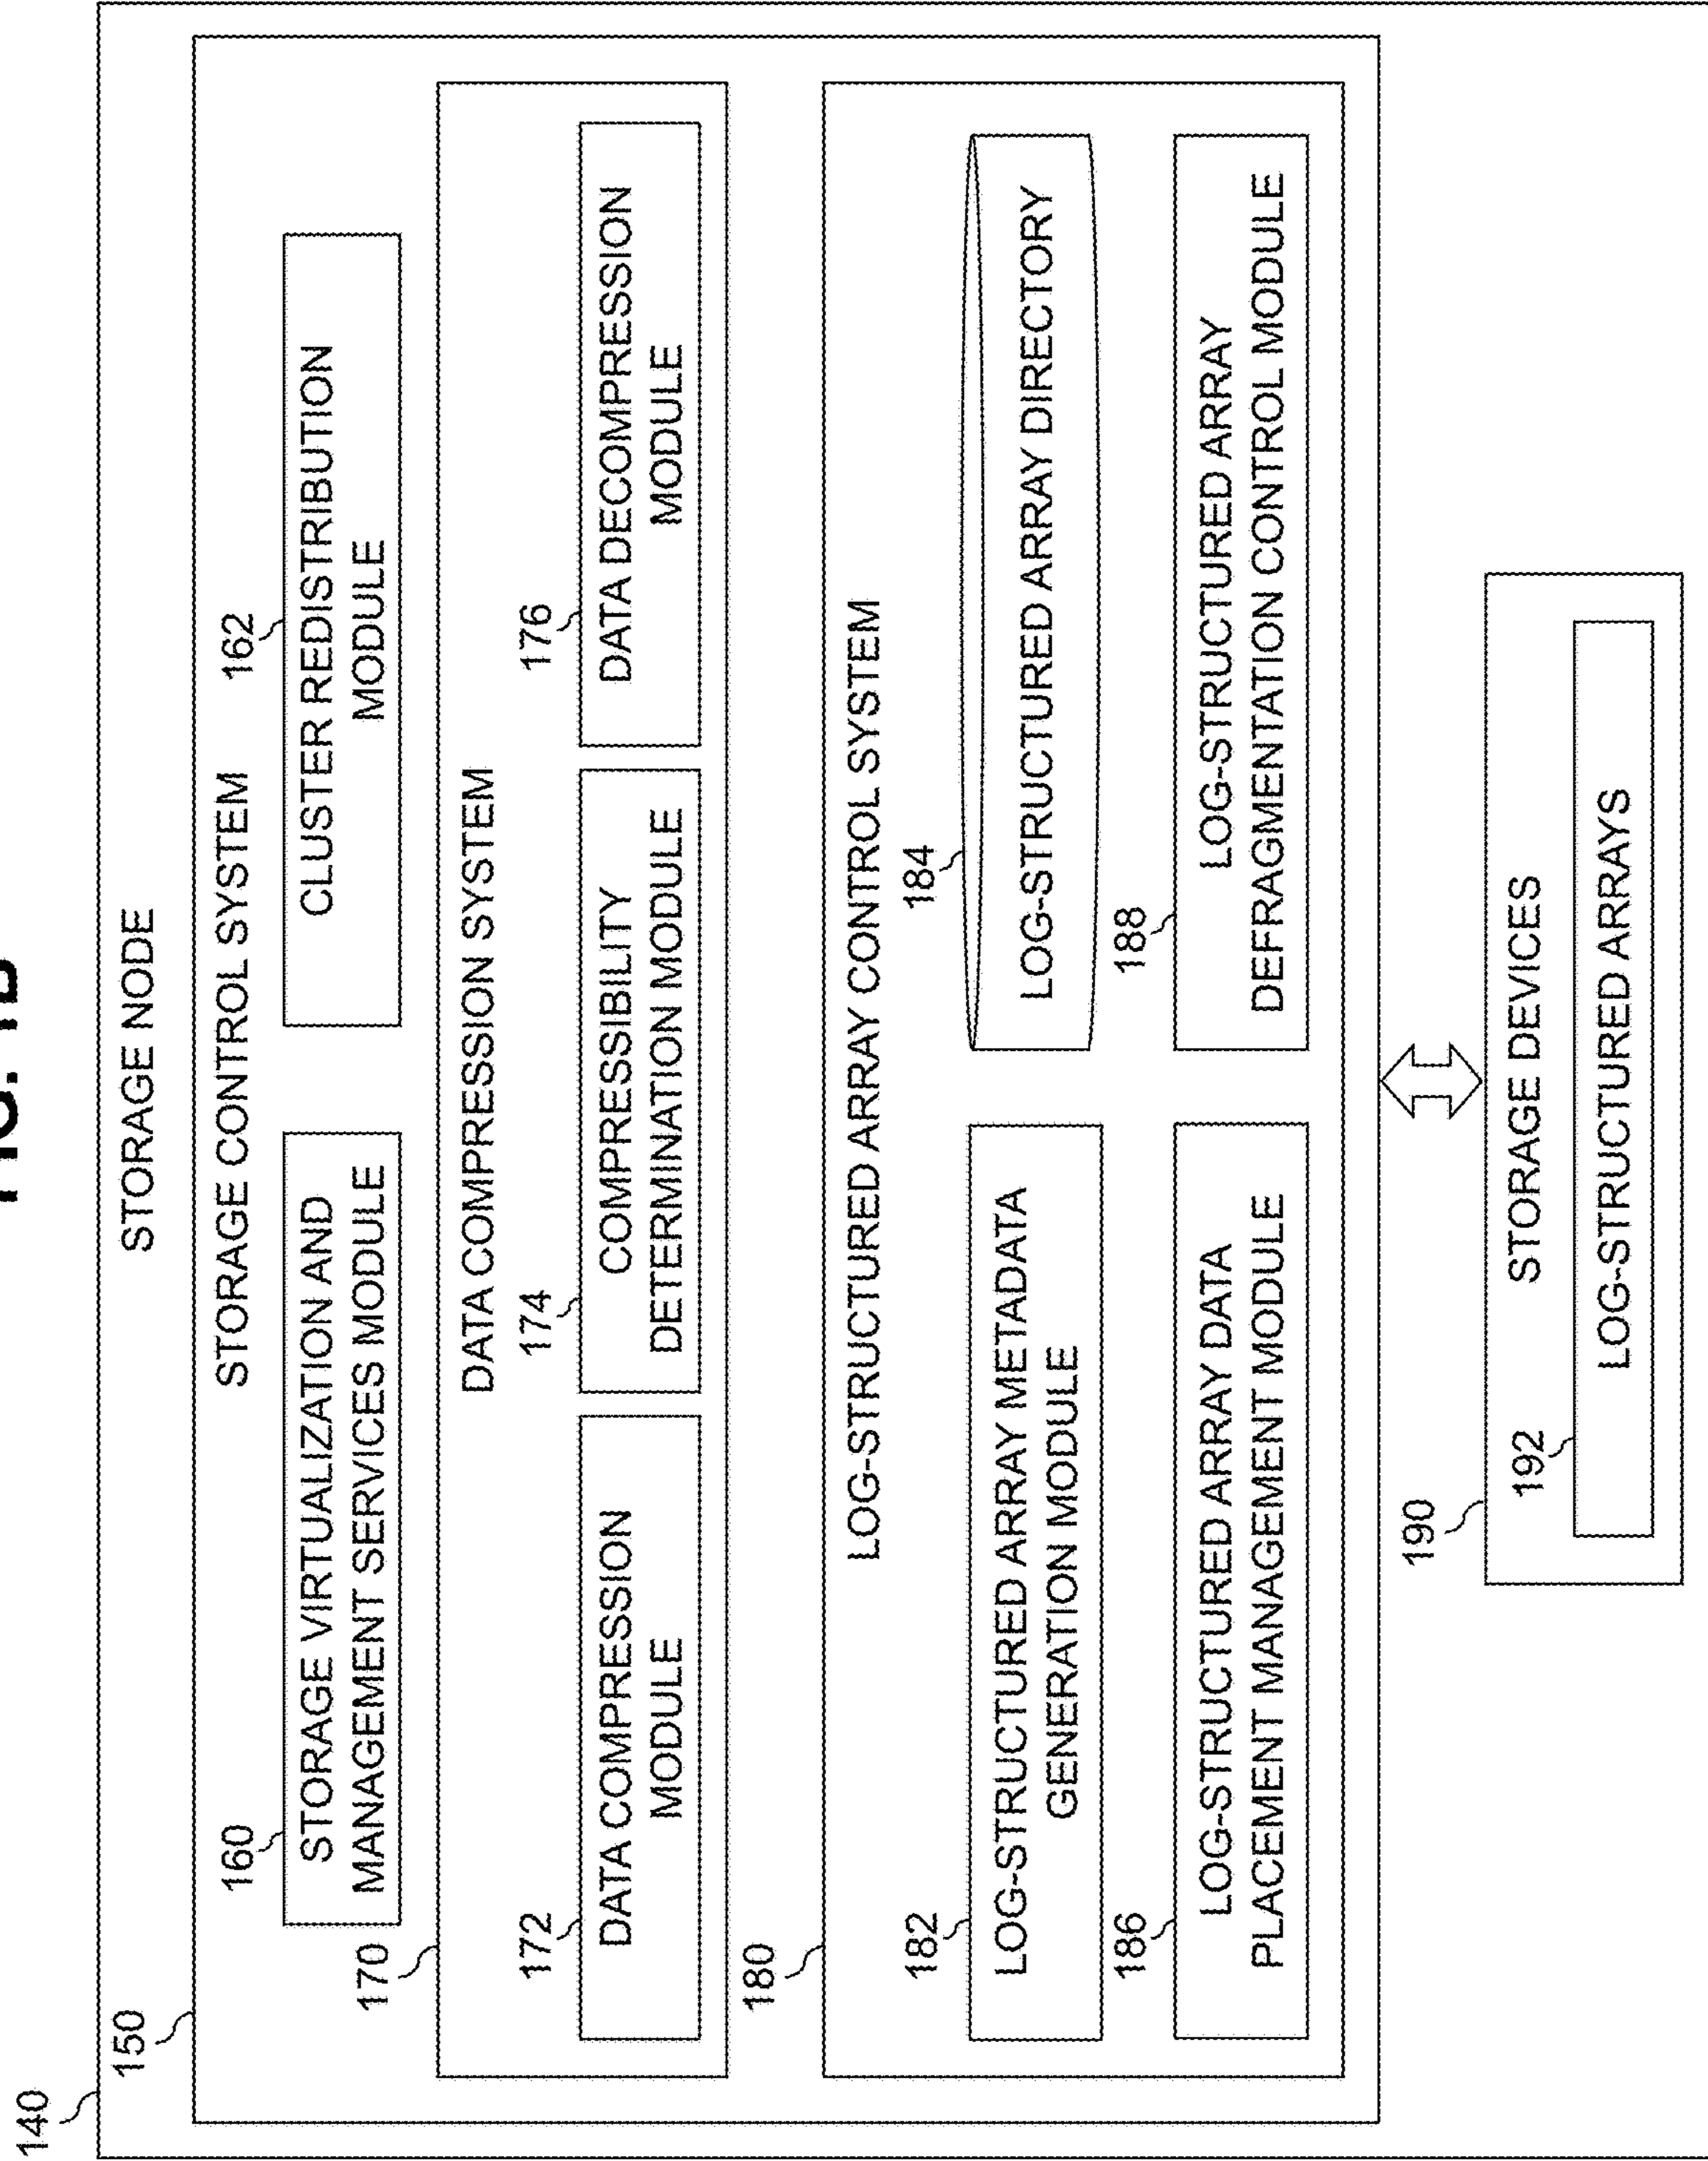 140
STORAGE NODE
150
STORAGE CONTROL SYSTEM
160
STORAGE VIRTUALIZATION AND
MANAGEMENT SERVICES MODULE
162
CLUSTER REDISTRIBUTION
MODULE
170
DATA COMPRESSION SYSTEM
172
DATA COMPRESSION
MODULE
174
COMPRESSIBILITY
DETERMINATION MODULE
176
DATA DECOMPRESSION
MODULE
180
LOG-STRUCTURED ARRAY CONTROL SYSTEM
182
LOG-STRUCTURED ARRAY METADATA
GENERATION MODULE
184
LOG-STRUCTURED ARRAY DIRECTORY
186
LOG-STRUCTURED ARRAY DATA
PLACEMENT MANAGEMENT MODULE
188
LOG-STRUCTURED ARRAY
DEFRAGMENTATION CONTROL MODULE
190
STORAGE DEVICES
192
LOG-STRUCTURED ARRAYS